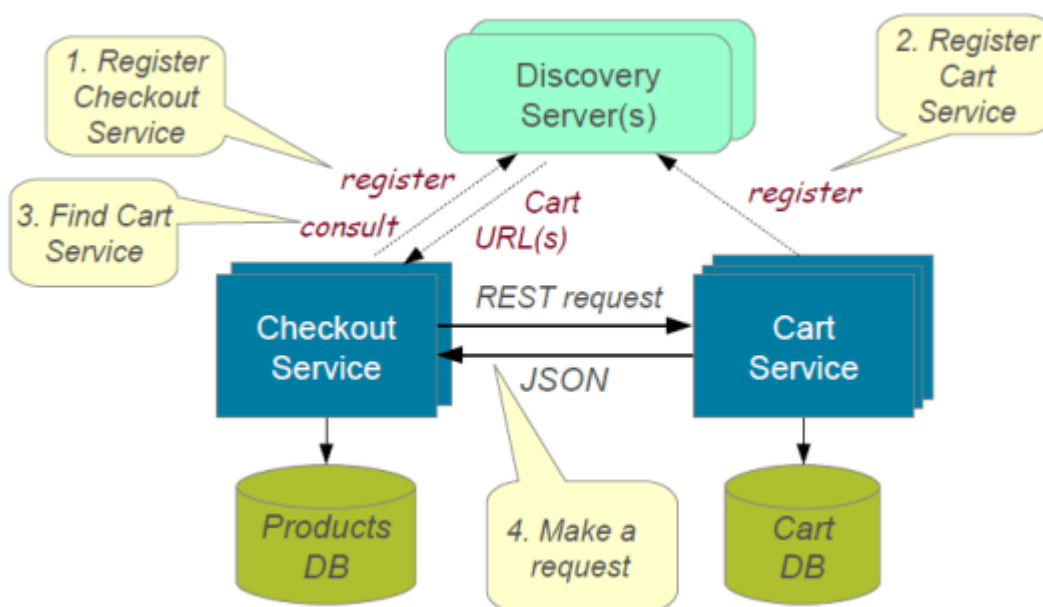 1. Register
Checkout
Service
Discovery
Server(s)
2. Register
Cart
Service
register
consult
Cart
URL(s)
register
3. Find Cart
Service
Checkout
Service
REST request
JSON
Cart
Service
Products
DB
4. Make a
request
Cart
DB